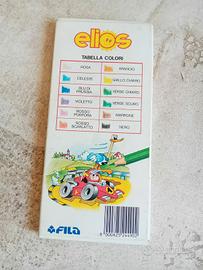 elios
TABELLA COLORI
ROSA
ARANCIO
CELESTE
GIALLO CHIARO
BLU DI PRUSSIA
VERDE CHIARO
VIOLETTO
VERDE SCURO
ROSSO PORPORA
MARRONE
ROSSO SCARLATTO
NERO
FILA